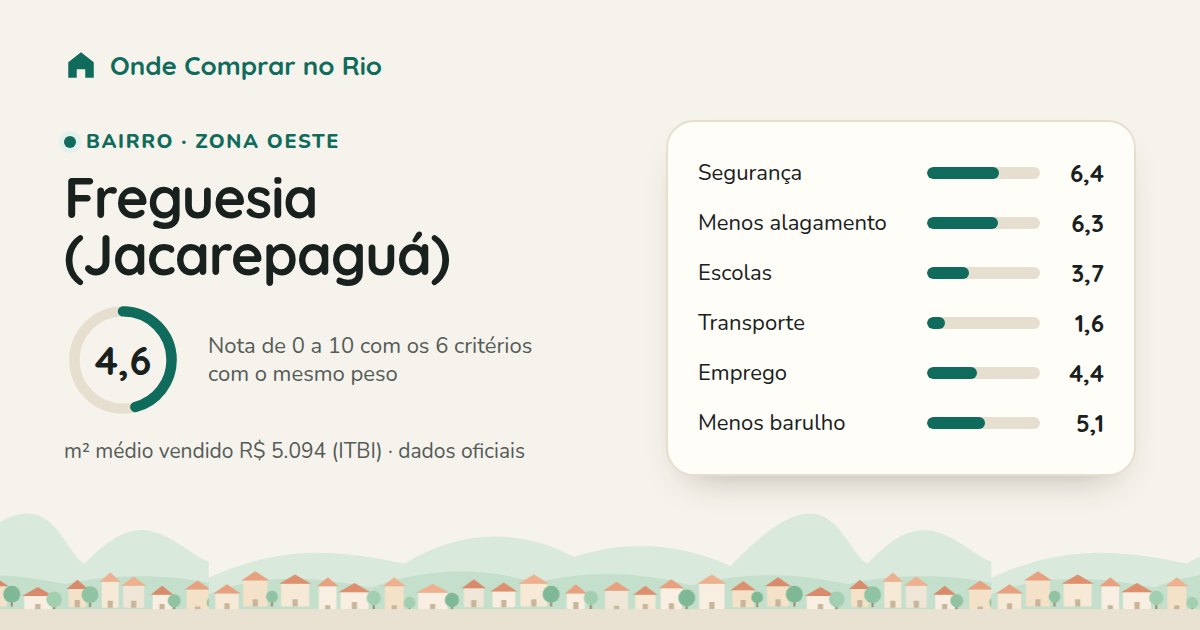 Onde Comprar no Rio
BAIRRO · ZONA OESTE
Freguesia
(Jacarepaguá)
4,6
Nota de 0 a 10 com os 6 critérios
com o mesmo peso
m² médio vendido R$ 5.094 (ITBI) · dados oficiais
Segurança 6,4
Menos alagamento 6,3
Escolas 3,7
Transporte 1,6
Emprego 4,4
Menos barulho 5,1